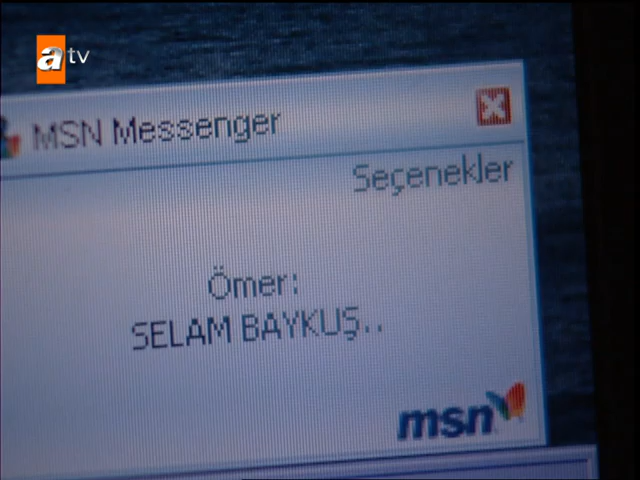 atv
MSN Messenger
Seçenekler
Ömer:
SELAM BAYKUŞ..
msn